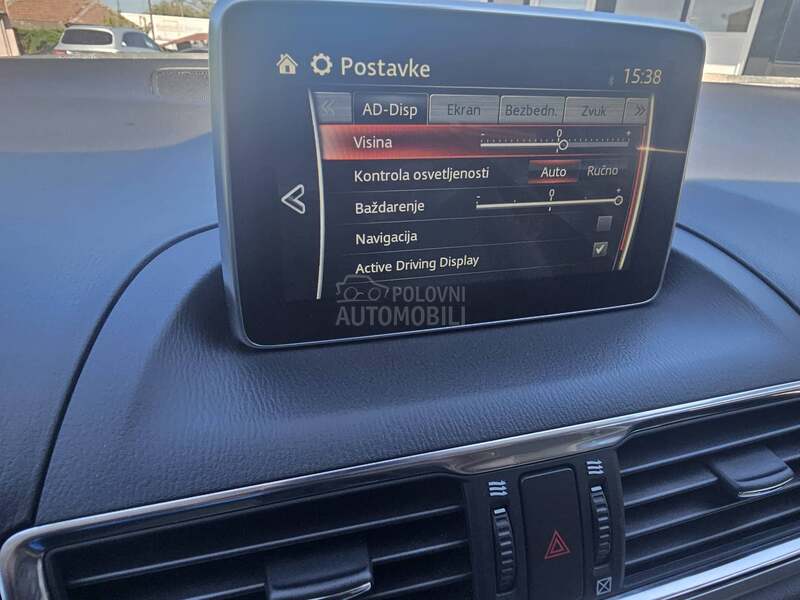 Postavke
15:38
AD-Disp Ekran Bezbedn. Zvuk
Visina - 0 +
Kontrola osvetljenosti Auto Ručno
Baždarenje - 0 +
Navigacija
Active Driving Display
POLOVNI
AUTOMOBILI